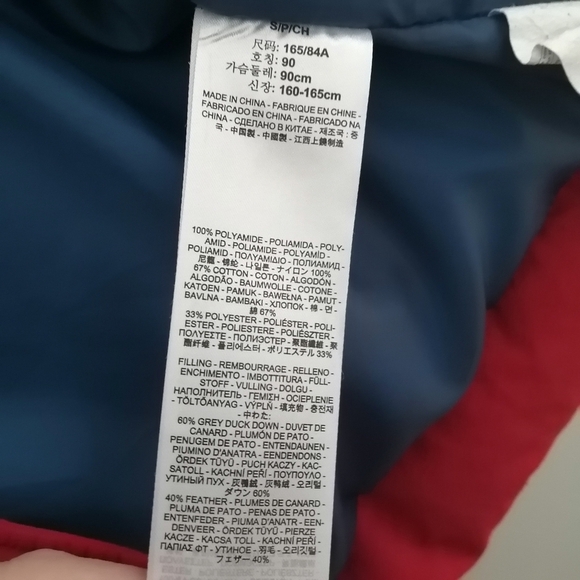 S/P/CH
尺码: 165/84A
호칭: 90
가슴둘레: 90cm
신장: 160-165cm
MADE IN CHINA - FABRIQUE EN CHINE -
FABRICADO EN CHINA - FABRICADO NA
CHINA - СДЕЛАНО В КИТАЕ - 제조국 : 중
국 - 中国製 - 中國製 - 江西上饒制造
100% POLYAMIDE - POLIAMIDA - POLY-
AMID - POLIAMIDE - POLYAMÍD -
POLIAMID - ΠΟΛΥΑΜΙΔΙΟ - ПОЛИАМИД -
尼龍 - 錦纶 - 나일론 - ナイロン 100%
67% COTTON - COTON - ALGODÓN -
ALGODÃO - BAUMWOLLE - COTONE -
KATOEN - PAMUK - BAWEŁNA - PAMUT -
BAVLNA - BAMBAKI - ХЛОПОК - 棉 - 면 -
綿 67%
33% POLYESTER - POLIÉSTER - POLI-
ESTER - POLIESTERE - POLIÉSZTER -
ΠΟΛΥΕΣΤΕ - ПОЛИЭСТЕР - 聚脂纖維 - 聚
酯纤维 - 폴리에스터 - ポリエステル 33%
FILLING - REMBOURRAGE - RELLENO -
ENCHIMENTO - IMBOTTITURA - FÜLL-
STOFF - VULLING - DOLGU -
НАПОЛНИТЕЛЬ - ΓΕΜΙΣΗ - OCIEPLENIE
- TÖLTŐANYAG - VÝPLŇ - 填充物 - 충전재
- 中わた:
60% GREY DUCK DOWN - DUVET DE
CANARD - PLUMÓN DE PATO -
PENUGEM DE PATO - ENTENDAUNEN -
PIUMINO D'ANATRA - EENDENDONS -
ÖRDEK TÜYÜ - PUCH KACZY - KAC-
SATOLL - KACHNÍ PEŘÍ - ΠΟΥΠΟΥΛΑ -
УТИНЫЙ ПУХ - 灰鴨絨 - 灰鸭绒 - 오리털 -
ダウン 60%
40% FEATHER - PLUMES DE CANARD -
PLUMA DE PATO - PENAS DE PATO -
ENTENFEDER - PIUMA D'ANATR - EEN-
DENVEER - ÖRDEK TÜYÜ - PIERZE
KACZE - KACSA TOLL - KACHNÍ PEŘÍ -
ΠΑΠΙΑΣ ΦΤ - УТИНОЕ - 羽毛 - 오리깃털 -
フェザー 40%